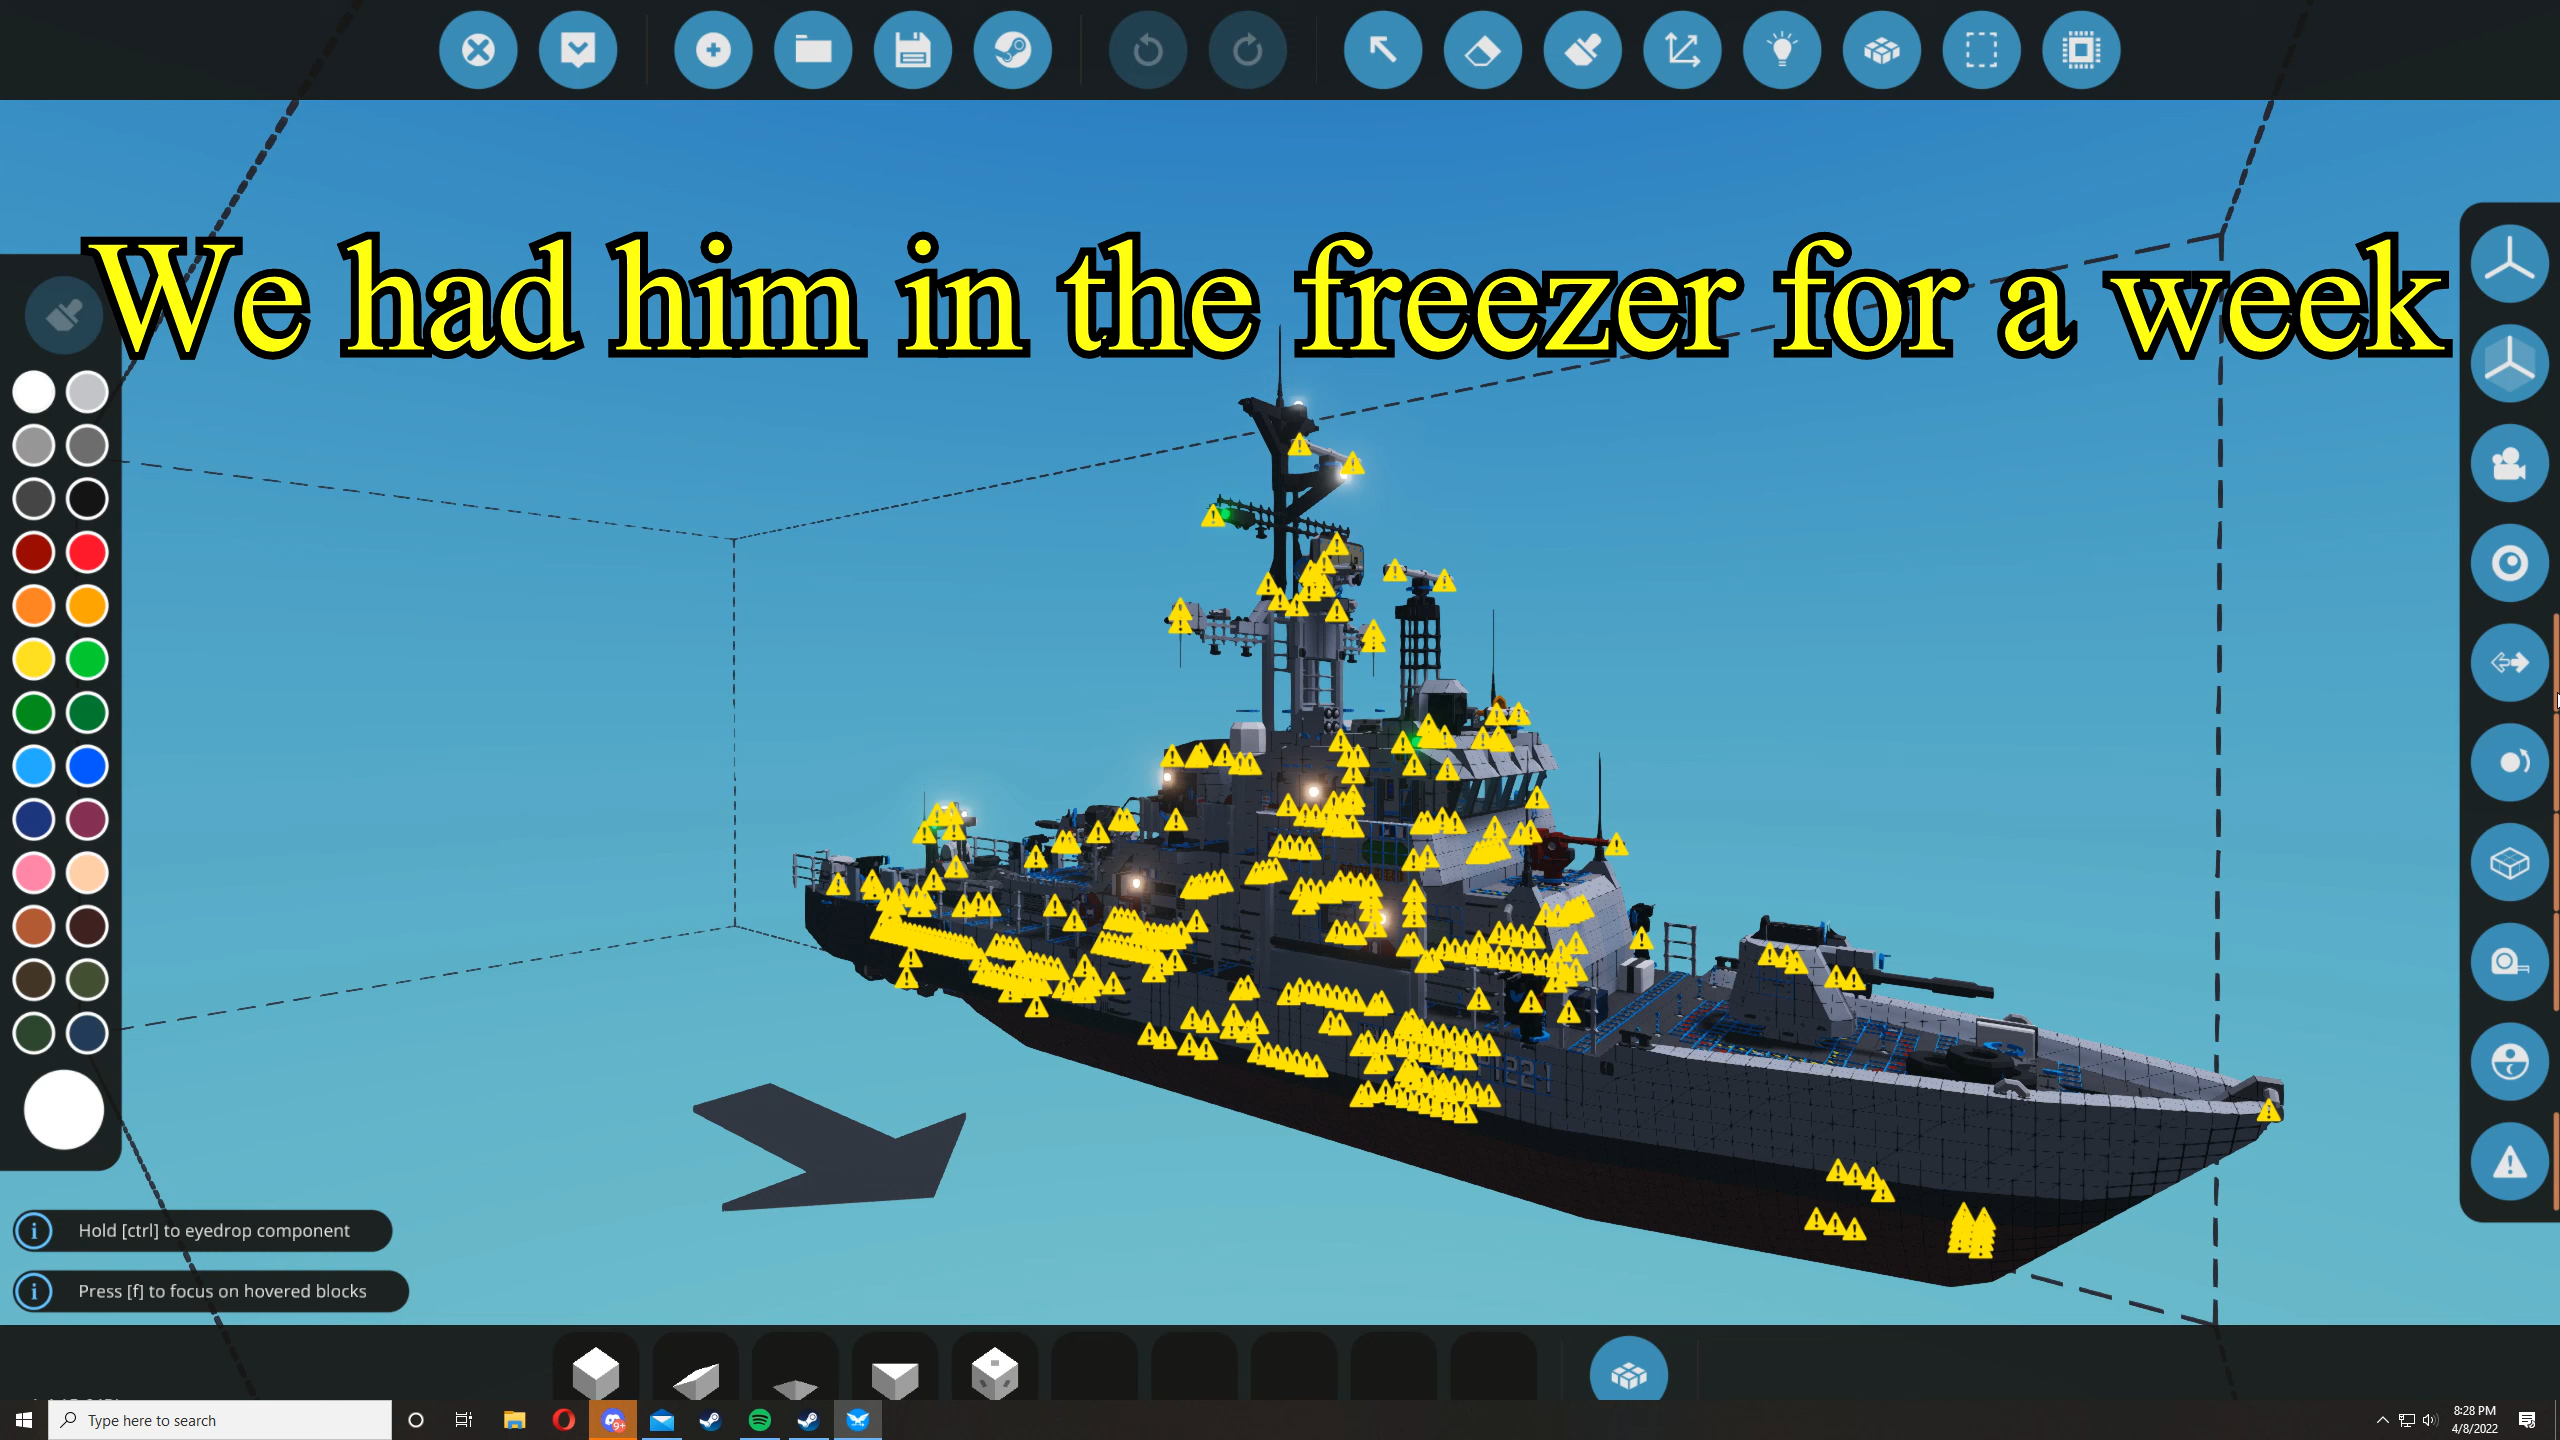 We had him in the freezer for a week
Hold [ctrl] to eyedrop component
Press [f] to focus on hovered blocks
Type here to search
9+
8:28 PM
4/8/2022